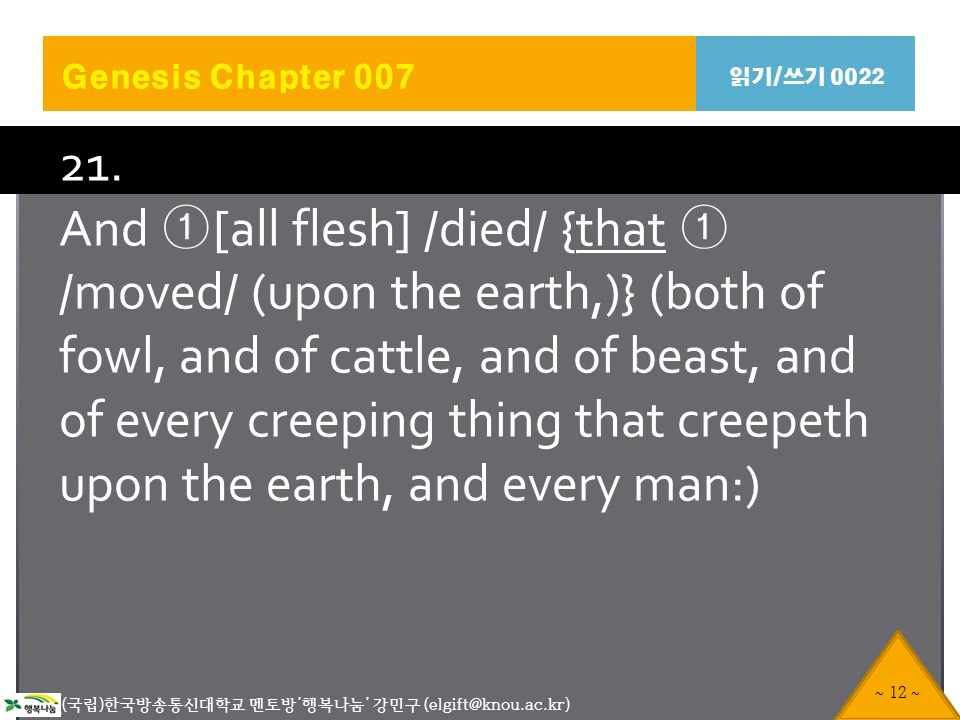 Genesis Chapter 007
읽기/쓰기 0022
21.
And ①[all flesh] /died/ {that ①
/moved/ (upon the earth,)} (both of
fowl, and of cattle, and of beast, and
of every creeping thing that creepeth
upon the earth, and every man:)
~ 12 ~
행복나눔
(국립)한국방송통신대학교 멘토방'행복나눔' 강민구 (elgift@knou.ac.kr)